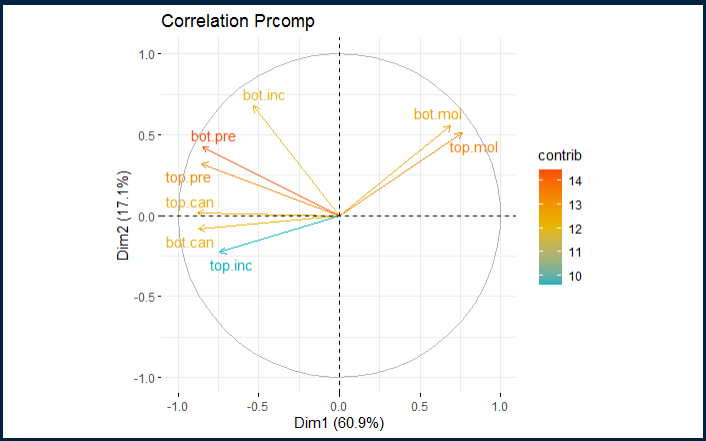 Correlation Prcomp
1.0
0.5
0.0
-0.5
-1.0
Dim2 (17.1%)
bot.inc
bot.mol
bot.pre
top.mol
top.pre
top.can
bot.can
top.inc
-1.0
-0.5
0.0
0.5
1.0
Dim1 (60.9%)
contrib
14
13
12
11
10